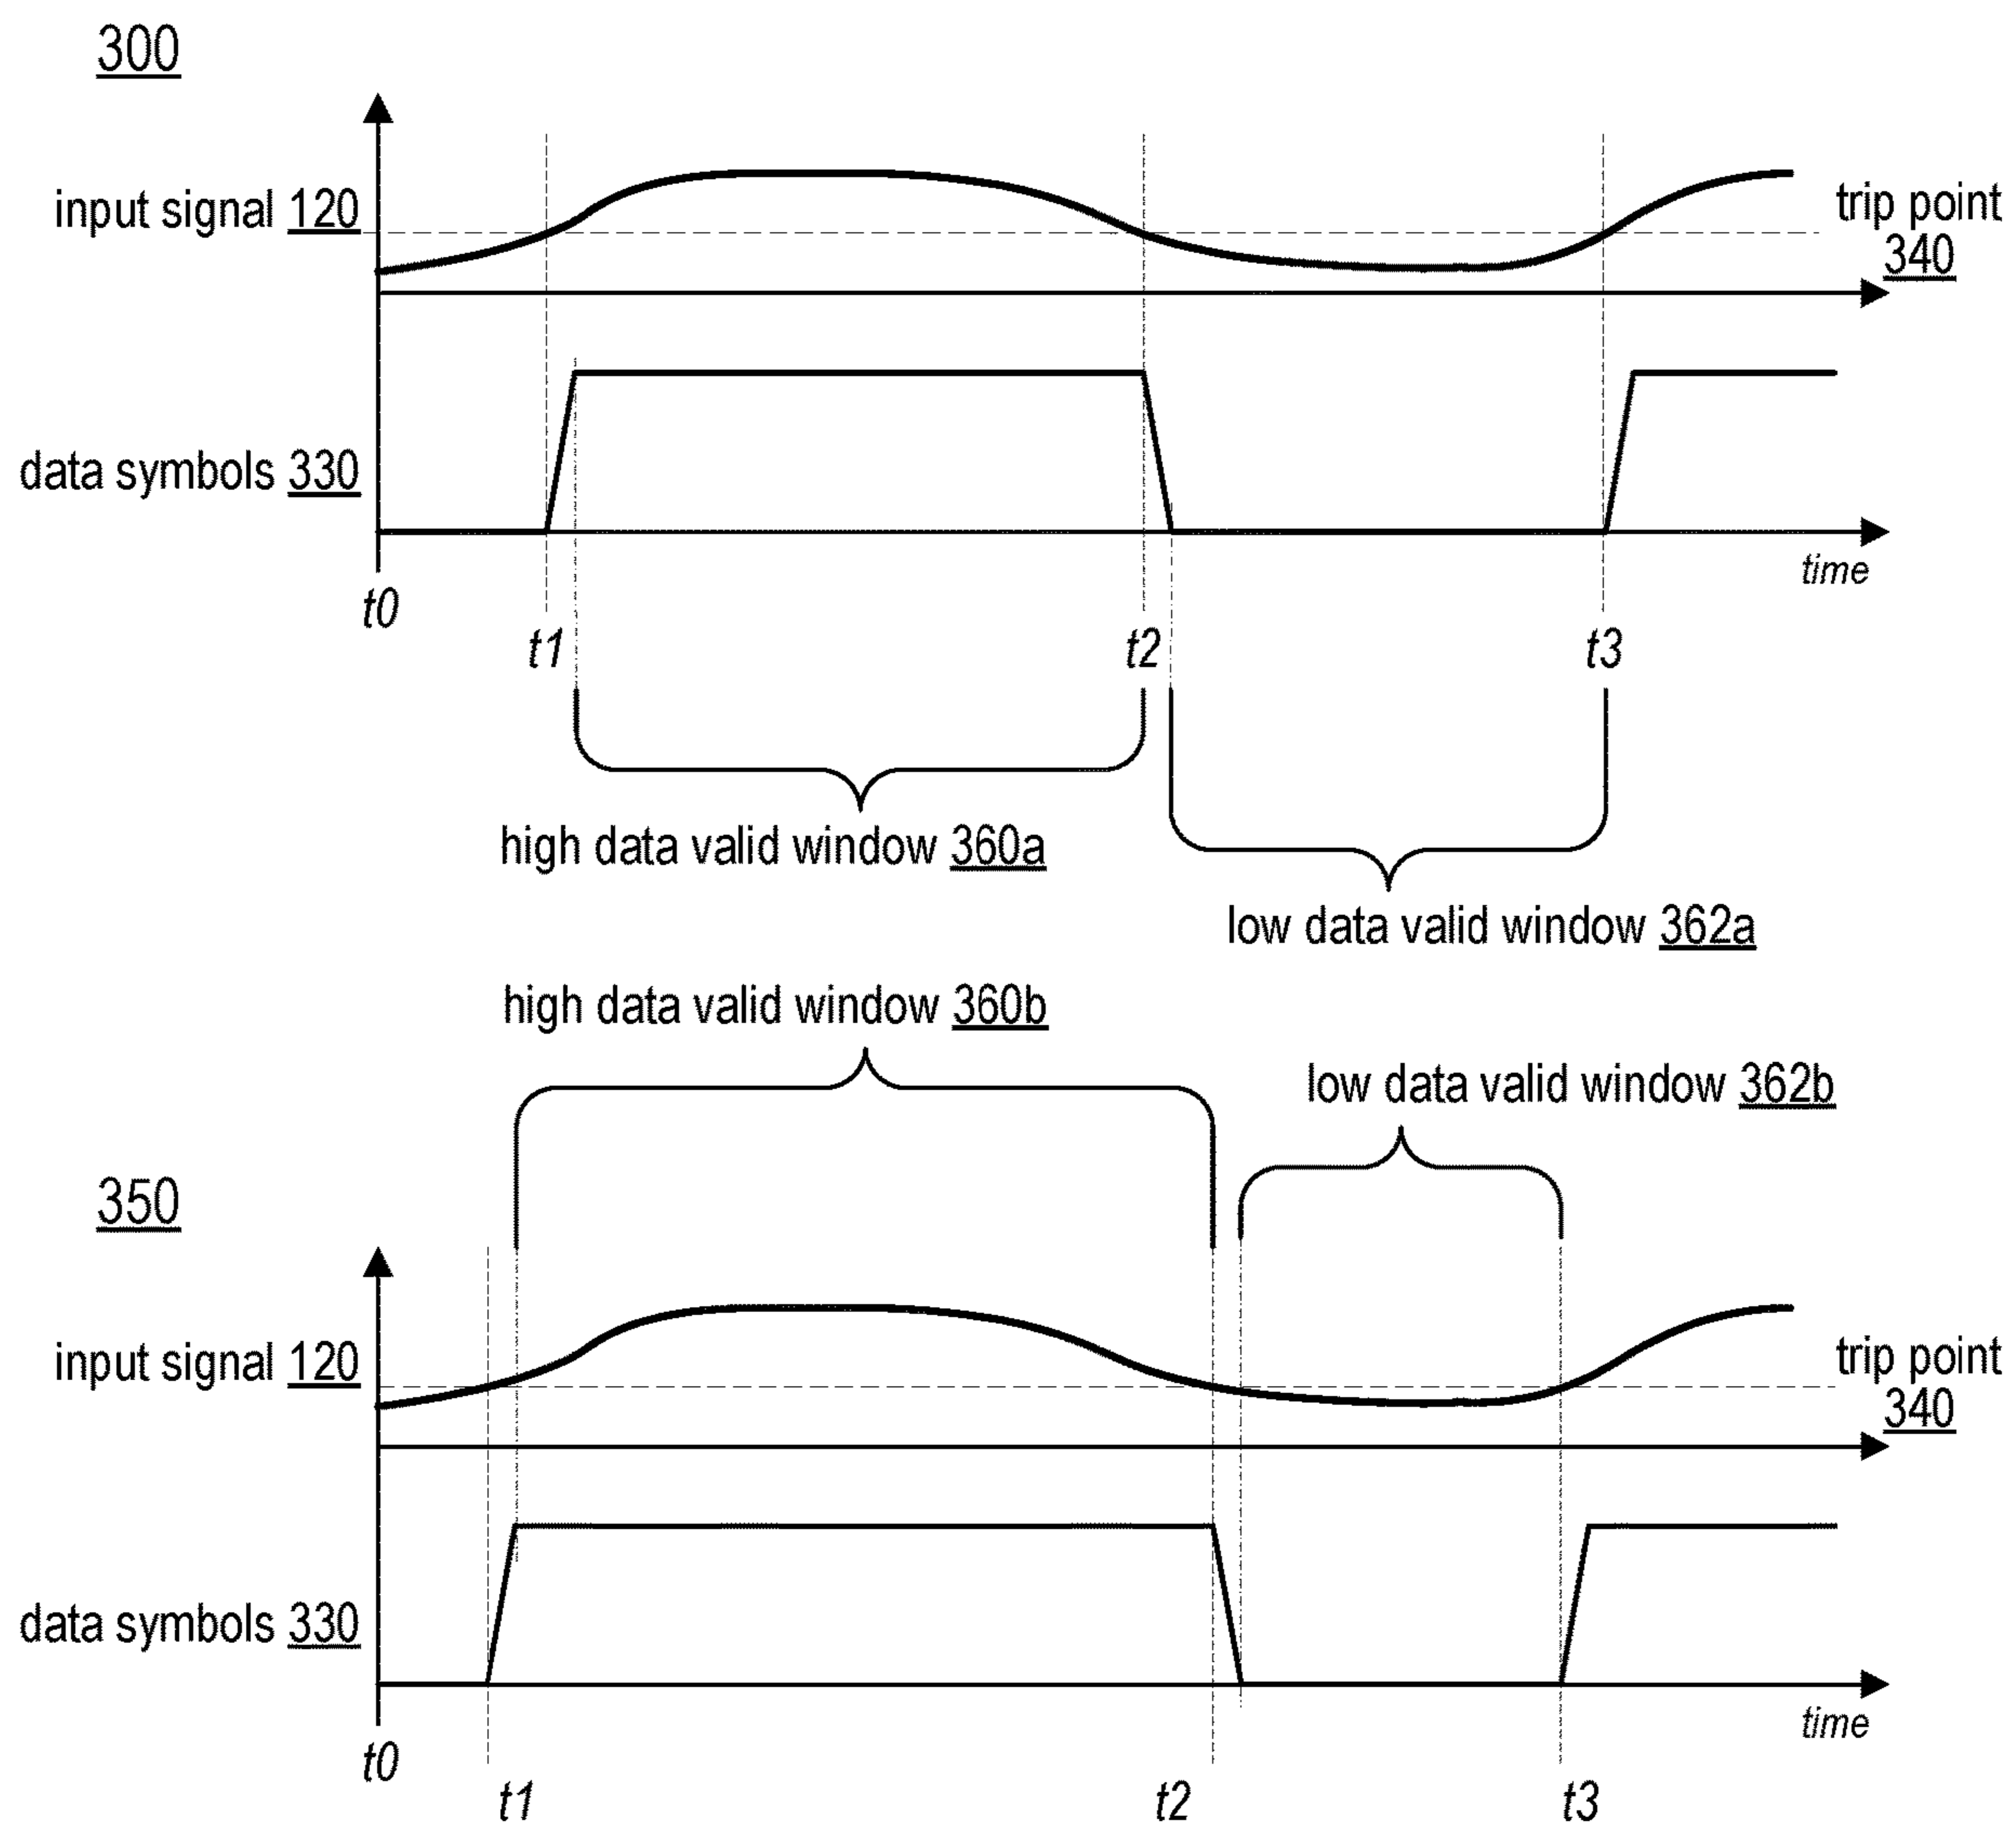 300
input signal 120
trip point
340
data symbols 330
time
t0
t1
t2
t3
high data valid window 360a
low data valid window 362a
high data valid window 360b
low data valid window 362b
350
input signal 120
trip point
340
data symbols 330
time
t0
t1
t2
t3